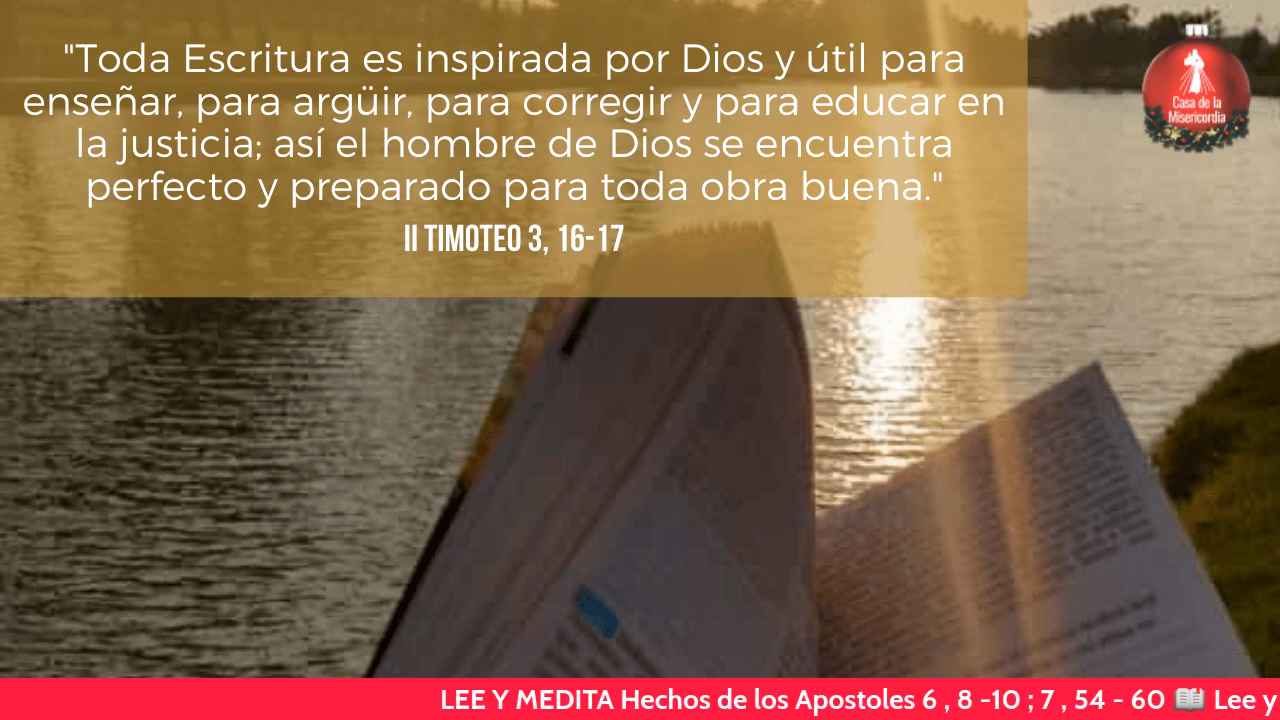 "Toda Escritura es inspirada por Dios y útil para
enseñar, para argüir, para corregir y para educar en
la justicia; así el hombre de Dios se encuentra
perfecto y preparado para toda obra buena."
II TIMOTEO 3, 16-17
Casa de la
Misericordia
LEE Y MEDITA Hechos de los Apostoles 6 , 8 -10 ; 7 , 54 - 60 📖 Lee y